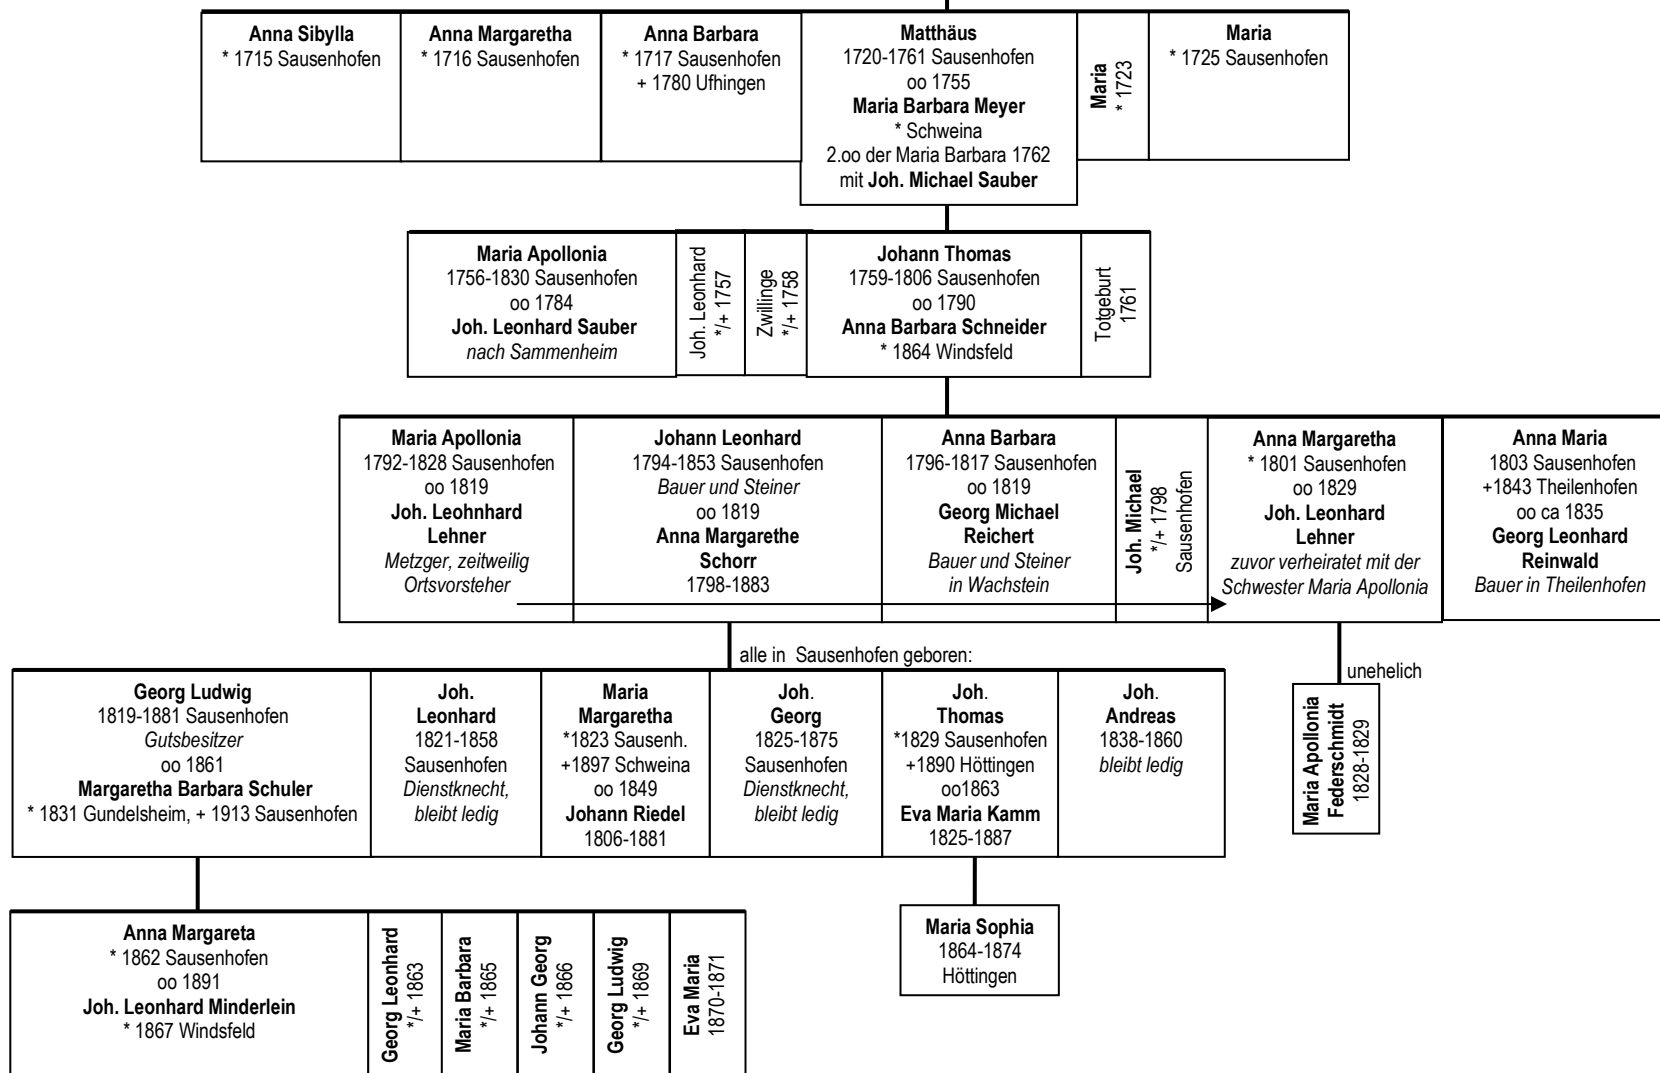 Anna Sibylla
* 1715 Sausenhofen
Anna Margaretha
* 1716 Sausenhofen
Anna Barbara
* 1717 Sausenhofen
+ 1780 Ufhingen
Matthäus
1720-1761 Sausenhofen
oo 1755
Maria Barbara Meyer
* Schweina
2.oo der Maria Barbara 1762
mit Joh. Michael Sauber
Maria
* 1723
Maria
* 1725 Sausenhofen
Maria Apollonia
1756-1830 Sausenhofen
oo 1784
Joh. Leonhard Sauber
nach Sammenheim
Joh. Leonhard
*/+ 1757
Zwillinge
*/+ 1758
Johann Thomas
1759-1806 Sausenhofen
oo 1790
Anna Barbara Schneider
* 1864 Windsfeld
Totgeburt
1761
Maria Apollonia
1792-1828 Sausenhofen
oo 1819
Joh. Leohnhard
Lehner
Metzger, zeitweilig
Ortsvorsteher
Johann Leonhard
1794-1853 Sausenhofen
Bauer und Steiner
oo 1819
Anna Margarethe
Schorr
1798-1883
Anna Barbara
1796-1817 Sausenhofen
oo 1819
Georg Michael
Reichert
Bauer und Steiner
in Wachstein
Joh. Michael
*/+ 1798
Sausenhofen
Anna Margaretha
* 1801 Sausenhofen
oo 1829
Joh. Leonhard
Lehner
zuvor verheiratet mit der
Schwester Maria Apollonia
Anna Maria
1803 Sausenhofen
+1843 Theilenhofen
oo ca 1835
Georg Leonhard
Reinwald
Bauer in Theilenhofen
alle in  Sausenhofen geboren:
unehelich
Georg Ludwig
1819-1881 Sausenhofen
Gutsbesitzer
oo 1861
Margaretha Barbara Schuler
* 1831 Gundelsheim, + 1913 Sausenhofen
Joh.
Leonhard
1821-1858
Sausenhofen
Dienstknecht,
bleibt ledig
Maria
Margaretha
*1823 Sausenh.
+1897 Schweina
oo 1849
Johann Riedel
1806-1881
Joh.
Georg
1825-1875
Sausenhofen
Dienstknecht,
bleibt ledig
Joh.
Thomas
*1829 Sausenhofen
+1890 Höttingen
oo1863
Eva Maria Kamm
1825-1887
Joh.
Andreas
1838-1860
bleibt ledig
Maria Apollonia
Federschmidt
1828-1829
Anna Margareta
* 1862 Sausenhofen
oo 1891
Joh. Leonhard Minderlein
* 1867 Windsfeld
Georg Leonhard
*/+ 1863
Maria Barbara
*/+ 1865
Johann Georg
*/+ 1866
Georg Ludwig
*/+ 1869
Eva Maria
1870-1871
Maria Sophia
1864-1874
Höttingen